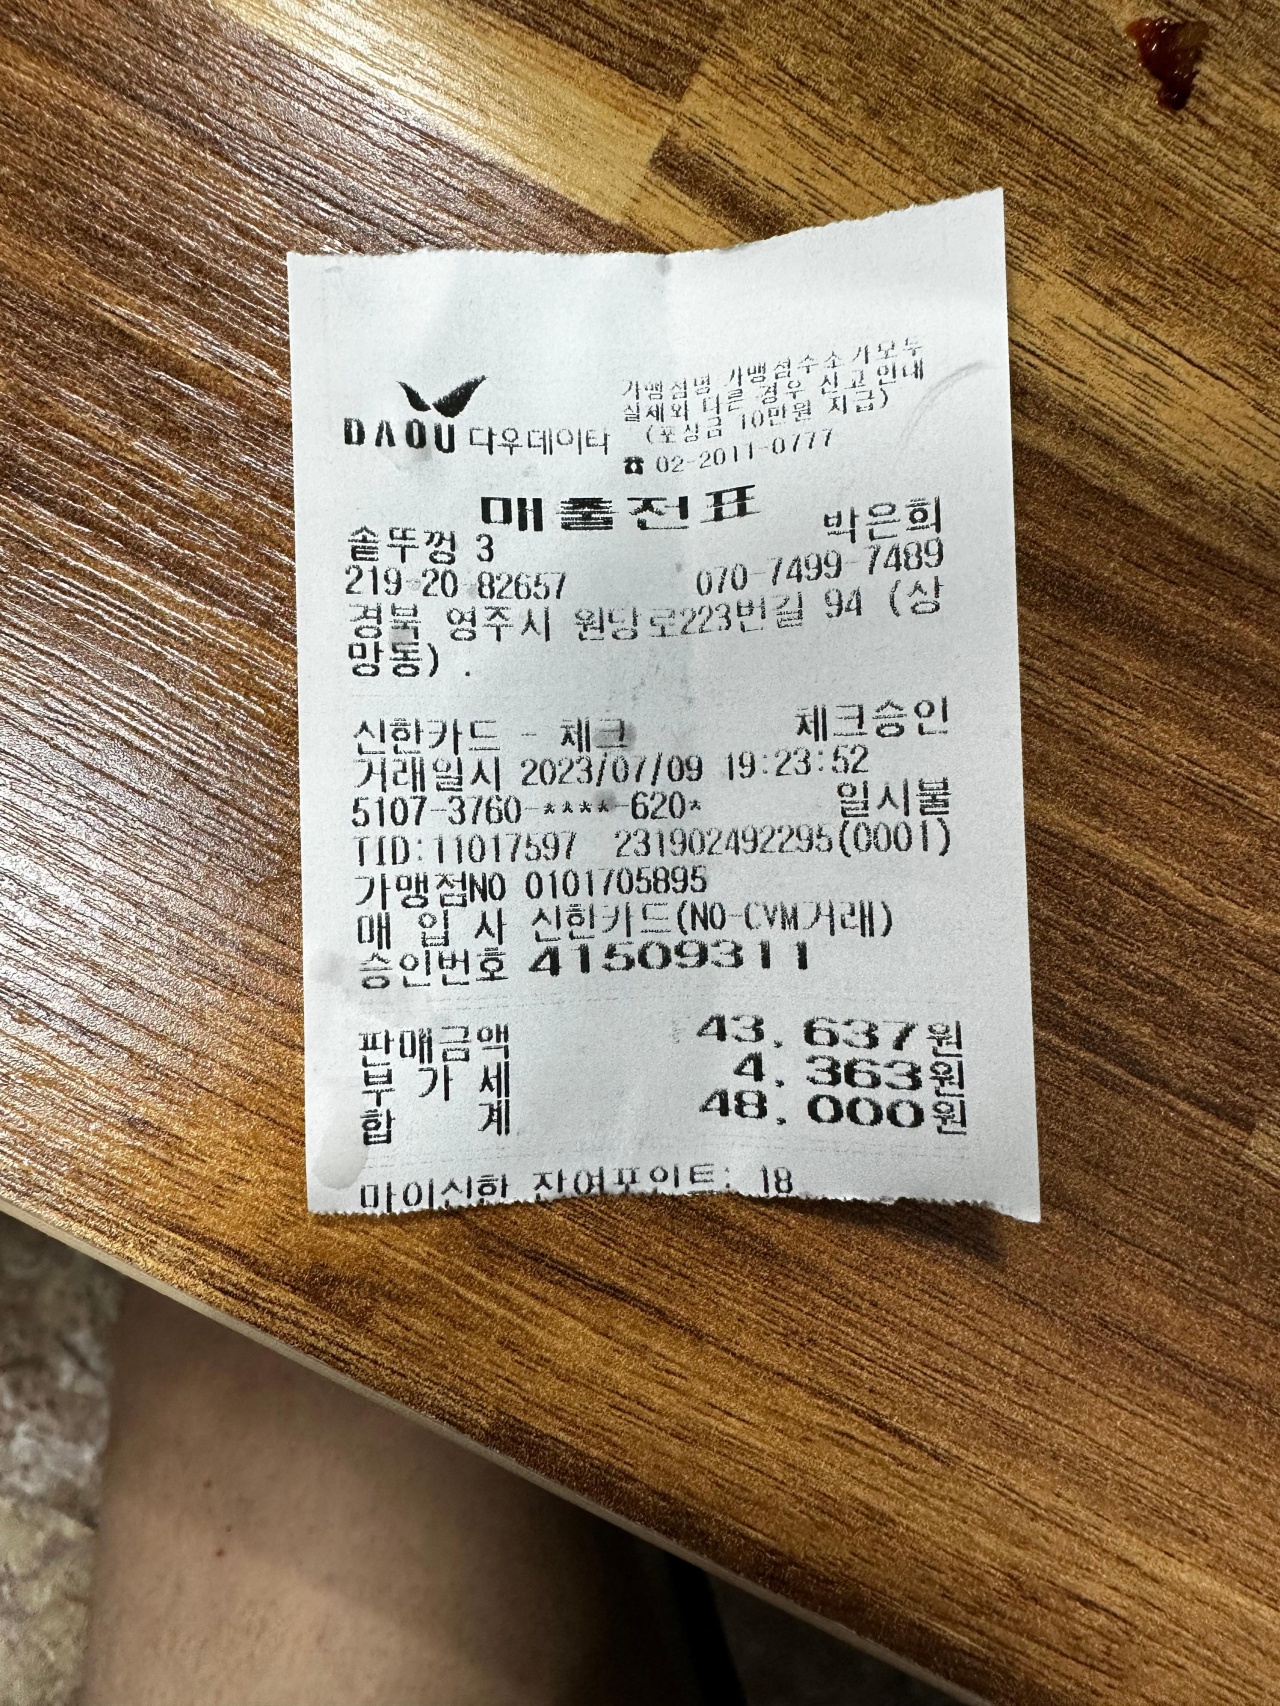 가맹점명 가맹점주소가모두
실제와 다른 경우 신고안내
(포상금 10만원 지급)
☎ 02-2011-0777
DAOU 다우데이타
매출전표
솥뚜껑 3 박은희
219-20-82657 070-7499-7489
경북 영주시 원당로223번길 94 (상
망동) .
신한카드 - 체크 체크승인
거래일시 2023/07/09 19:23:52
5107-3760-****-620* 일시불
TID:11017597 231902492295(0001)
가맹점NO 0101705895
매 입 사 신한카드(NO-CVM거래)
승인번호 41509311
판매금액 43,637원
부 가 세 4,363원
합 계 48,000원
마이신한 잔여포인트: 18